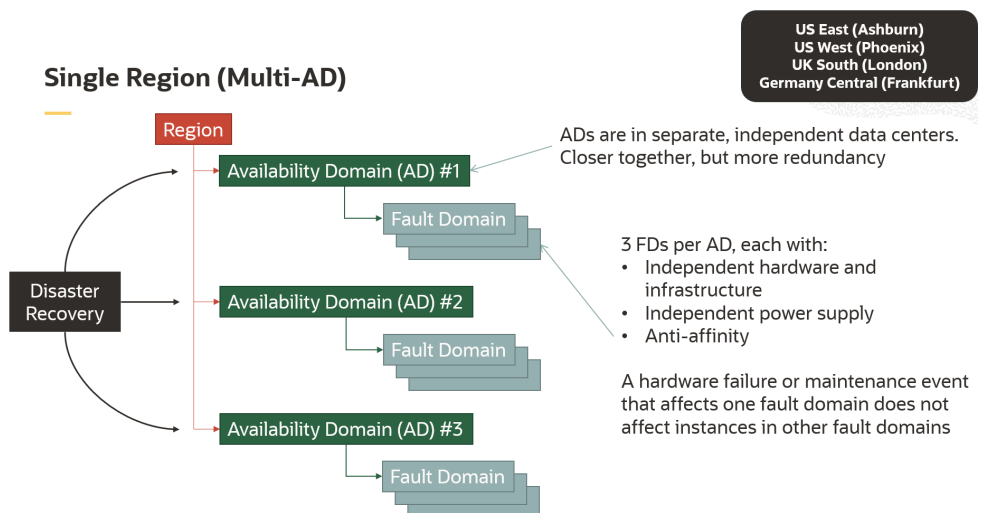 US East (Ashburn)
US West (Phoenix)
UK South (London)
Germany Central (Frankfurt)
Single Region (Multi-AD)
Region
ADs are in separate, independent data centers.
Closer together, but more redundancy
Availability Domain (AD) #1
Fault Domain
3 FDs per AD, each with:
• Independent hardware and
infrastructure
• Independent power supply
• Anti-affinity
Disaster
Recovery
Availability Domain (AD) #2
Fault Domain
A hardware failure or maintenance event
that affects one fault domain does not
affect instances in other fault domains
Availability Domain (AD) #3
Fault Domain